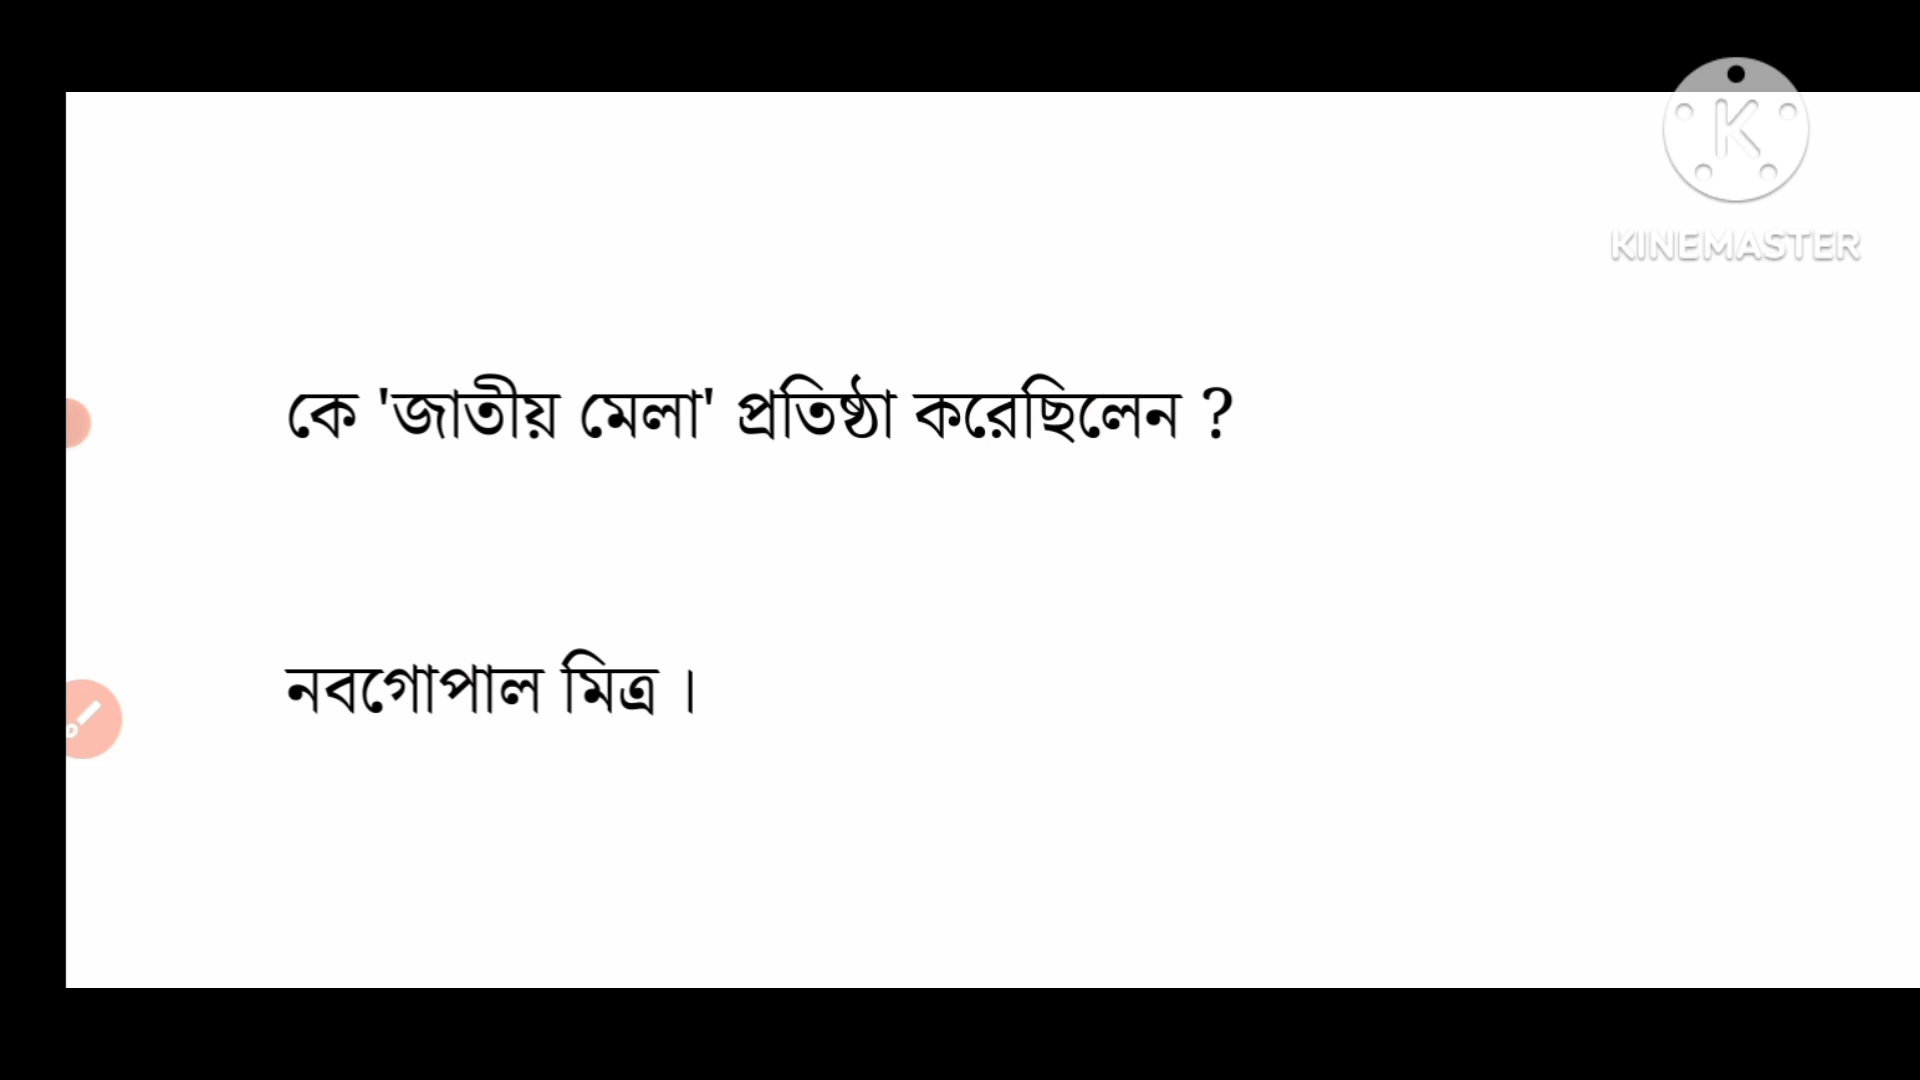 KINEMASTER
কে 'জাতীয় মেলা' প্রতিষ্ঠা করেছিলেন ?
নবগোপাল মিত্র ।